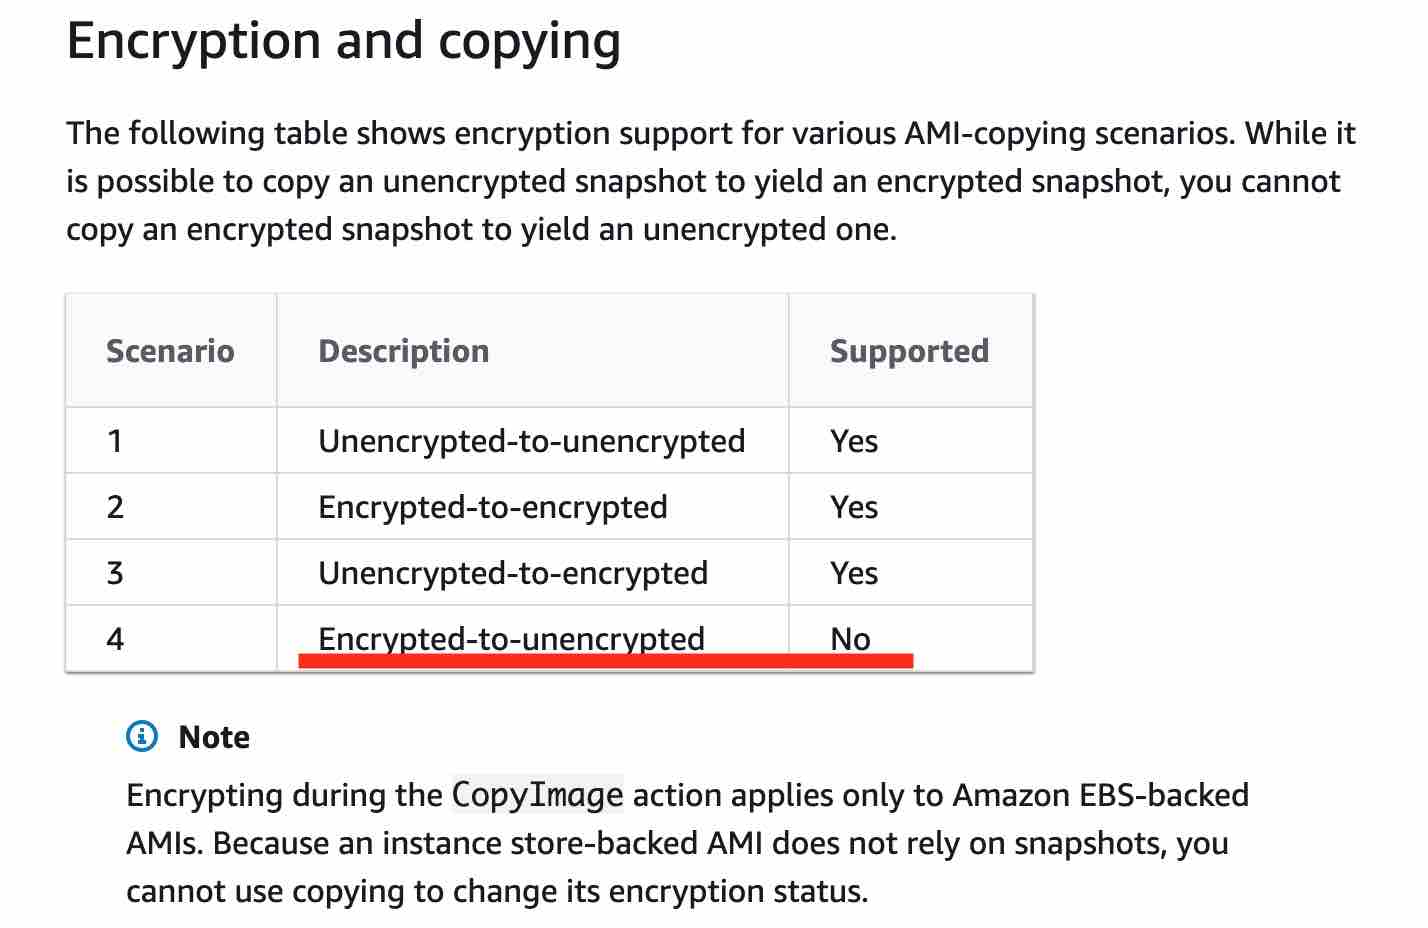 Encryption and copying
The following table shows encryption support for various AMI-copying scenarios. While it
is possible to copy an unencrypted snapshot to yield an encrypted snapshot, you cannot
copy an encrypted snapshot to yield an unencrypted one.
Scenario Description Supported
1 Unencrypted-to-unencrypted Yes
2 Encrypted-to-encrypted Yes
3 Unencrypted-to-encrypted Yes
4 Encrypted-to-unencrypted No
Note
Encrypting during the CopyImage action applies only to Amazon EBS-backed
AMIs. Because an instance store-backed AMI does not rely on snapshots, you
cannot use copying to change its encryption status.